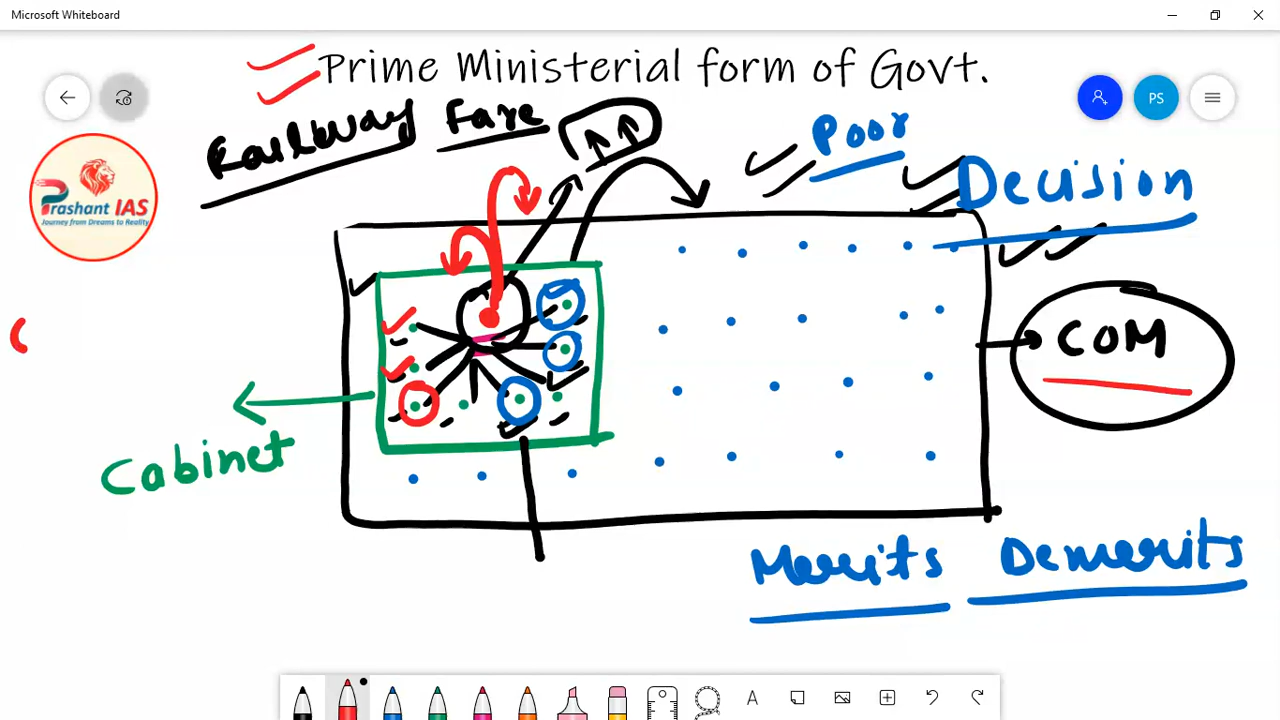 Microsoft Whiteboard
Prime Ministerial form of Govt.
Railway Fare
Poor
Decision
PS
Prashant IAS
Journey from Dreams to Reality
COM
Cabinet
Merits Demerits
A